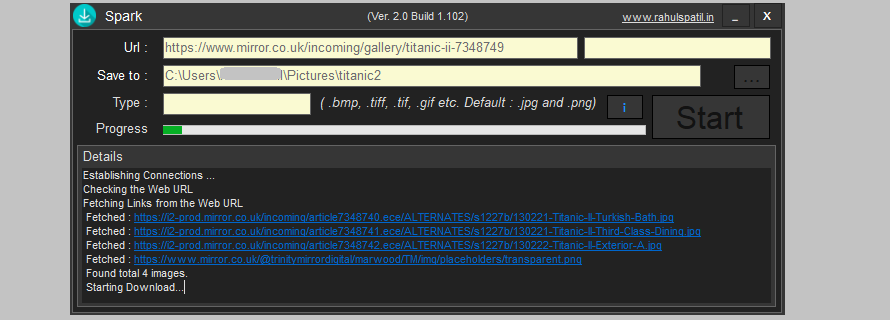 Spark (Ver. 2.0 Build 1.102) www.rahulspatil.in _ X
Url : https://www.mirror.co.uk/incoming/gallery/titanic-ii-7348749
Save to : C:\Users\ l\Pictures\titanic2 ...
Type : ( .bmp, .tiff, .tif, .gif etc. Default : .jpg and .png) i Start
Progress
Details
Establishing Connections ...
Checking the Web URL
Fetching Links from the Web URL
Fetched : https://i2-prod.mirror.co.uk/incoming/article7348740.ece/ALTERNATES/s1227b/130221-Titanic-II-Turkish-Bath.jpg
Fetched : https://i2-prod.mirror.co.uk/incoming/article7348741.ece/ALTERNATES/s1227b/130221-Titanic-II-Third-Class-Dining.jpg
Fetched : https://i2-prod.mirror.co.uk/incoming/article7348742.ece/ALTERNATES/s1227b/130222-Titanic-II-Exterior-A.jpg
Fetched : https://www.mirror.co.uk/@trinitymirrordigital/marwood/TM/img/placeholders/transparent.png
Found total 4 images.
Starting Download...